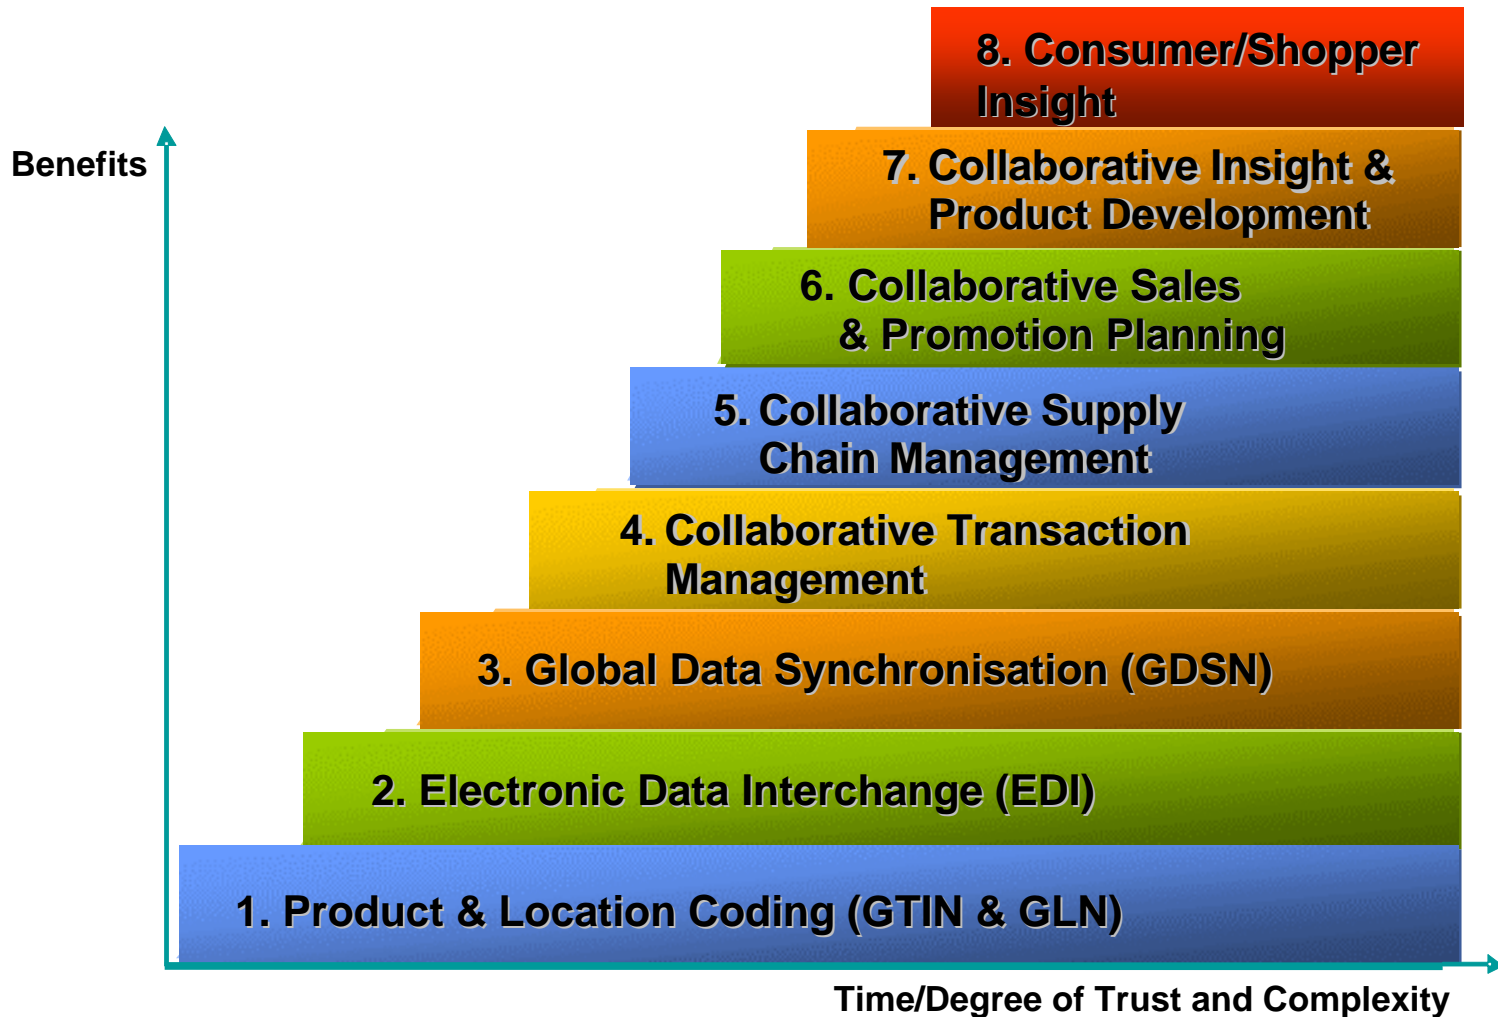 8. Consumer/Shopper
Insight
Benefits
7. Collaborative Insight &
Product Development
6. Collaborative Sales
& Promotion Planning
5. Collaborative Supply
Chain Management
4. Collaborative Transaction
Management
3. Global Data Synchronisation (GDSN)
2. Electronic Data Interchange (EDI)
1. Product & Location Coding (GTIN & GLN)
Time/Degree of Trust and Complexity